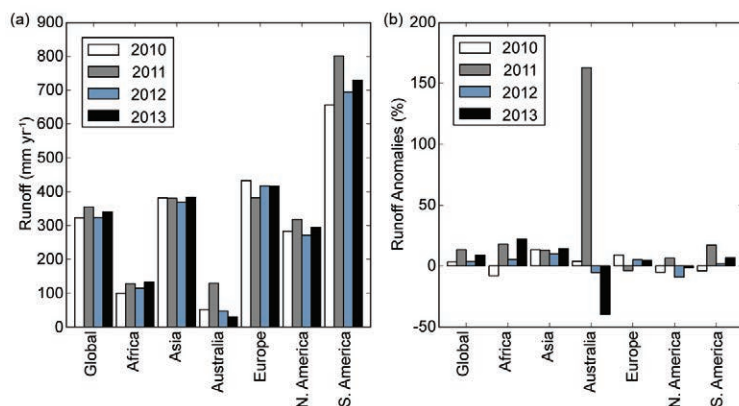 (a)
900
800
700
600
500
400
300
200
100
0
Runoff (mm yr⁻¹)
2010
2011
2012
2013
Global
Africa
Asia
Australia
Europe
N. America
S. America
(b)
200
150
100
50
0
-50
Runoff Anomalies (%)
2010
2011
2012
2013
Global
Africa
Asia
Australia
Europe
N. America
S. America